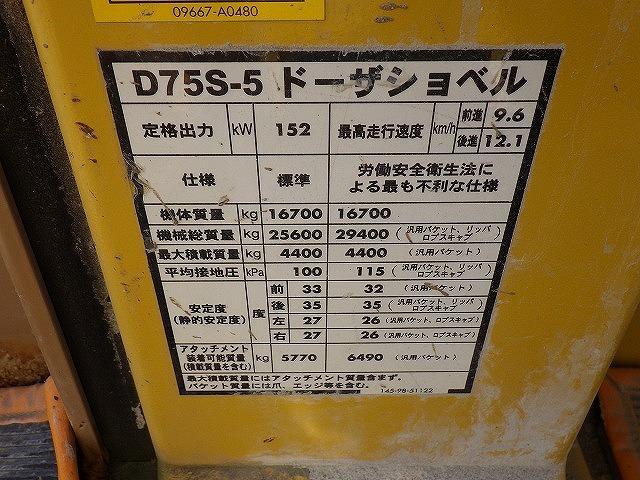 09667-A0480
D75S-5 ドーザショベル
定格出力 kW 152 最高走行速度 km/h 前進 9.6
後進 12.1
仕様 標準 労働安全衛生法に
よる最も不利な仕様
機体質量 kg 16700 16700
機械総質量 kg 25600 29400 (汎用バケット、リッパ
ロプスキャブ)
最大積載質量 kg 4400 4400 (汎用バケット)
平均接地圧 kPa 100 115 (汎用バケット、リッパ
ロプスキャブ)
安定度
(静的安定度) 度 前 33 32 (汎用バケット)
後 35 35 (汎用バケット、リッパ
ロプスキャブ)
左 27 26 (汎用バケット、ロプスキャブ)
右 27 26 (汎用バケット、ロプスキャブ)
アタッチメント
装着可能質量
(積載質量を含む) kg 5770 6490 (汎用バケット)
最大積載質量にはアタッチメント質量含まず。
バケット質量には爪、エッジ等を含む。
145-98-51122